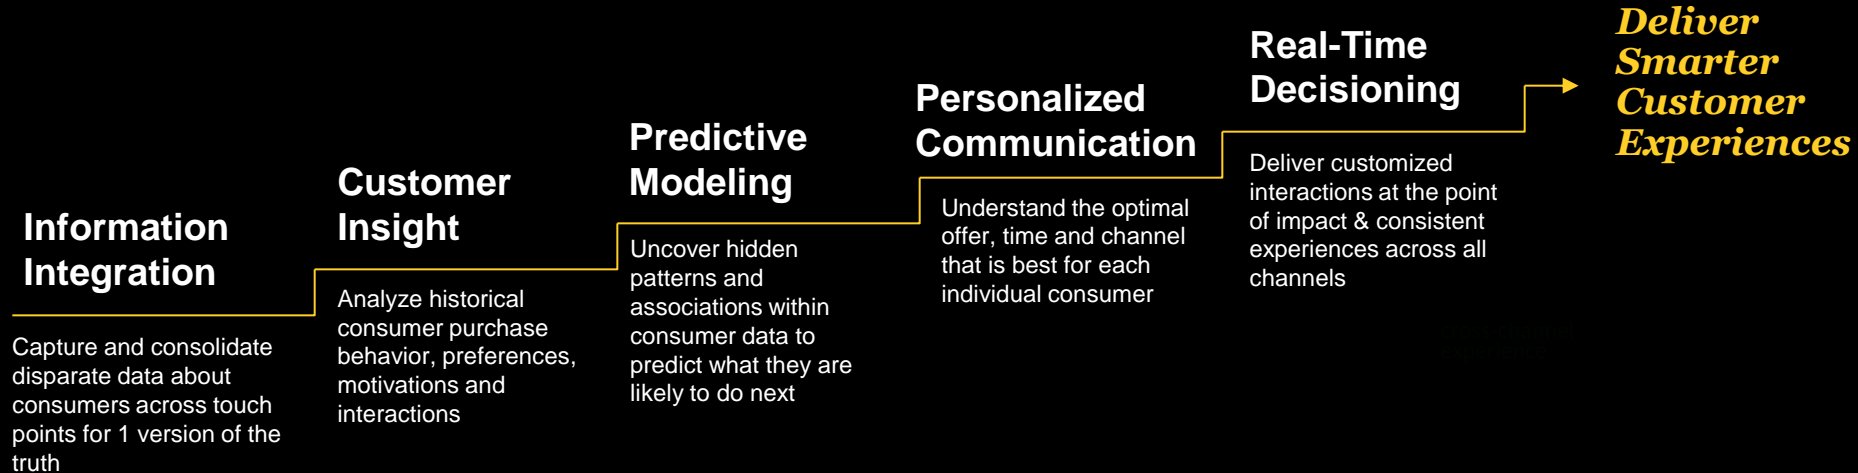 Information
Integration
Capture and consolidate
disparate data about
consumers across touch
points for 1 version of the
truth
Customer
Insight
Analyze historical
consumer purchase
behavior, preferences,
motivations and
interactions
Predictive
Modeling
Uncover hidden
patterns and
associations within
consumer data to
predict what they are
likely to do next
Personalized
Communication
Understand the optimal
offer, time and channel
that is best for each
individual consumer
Real-Time
Decisioning
Deliver customized
interactions at the point
of impact & consistent
experiences across all
channels
Deliver
Smarter
Customer
Experiences